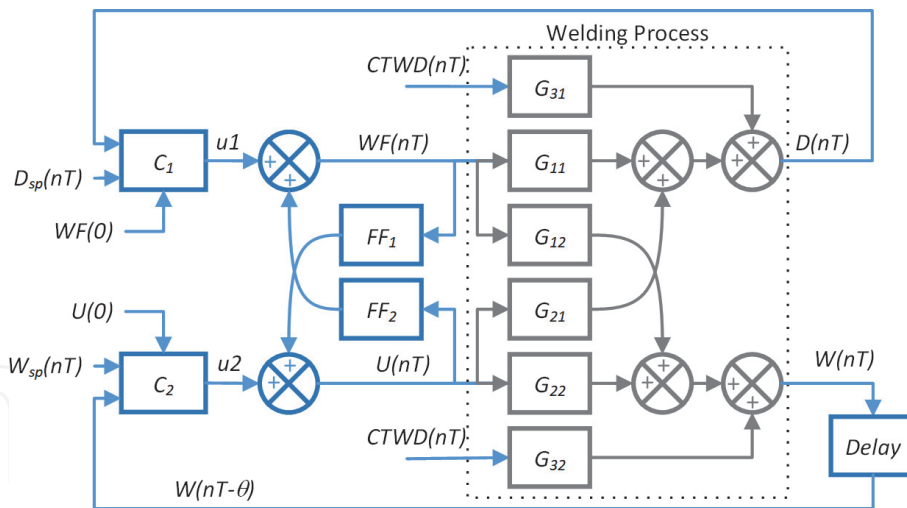 Welding Process
CTWD(nT)
G31
u1
WF(nT)
D(nT)
C1
G11
Dsp(nT)
WF(0)
FF1
G12
U(0)
FF2
G21
Wsp(nT)
u2
U(nT)
W(nT)
C2
G22
CTWD(nT)
G32
Delay
W(nT-θ)
+
+
+
+
+
+
+
+
+
+
+
+